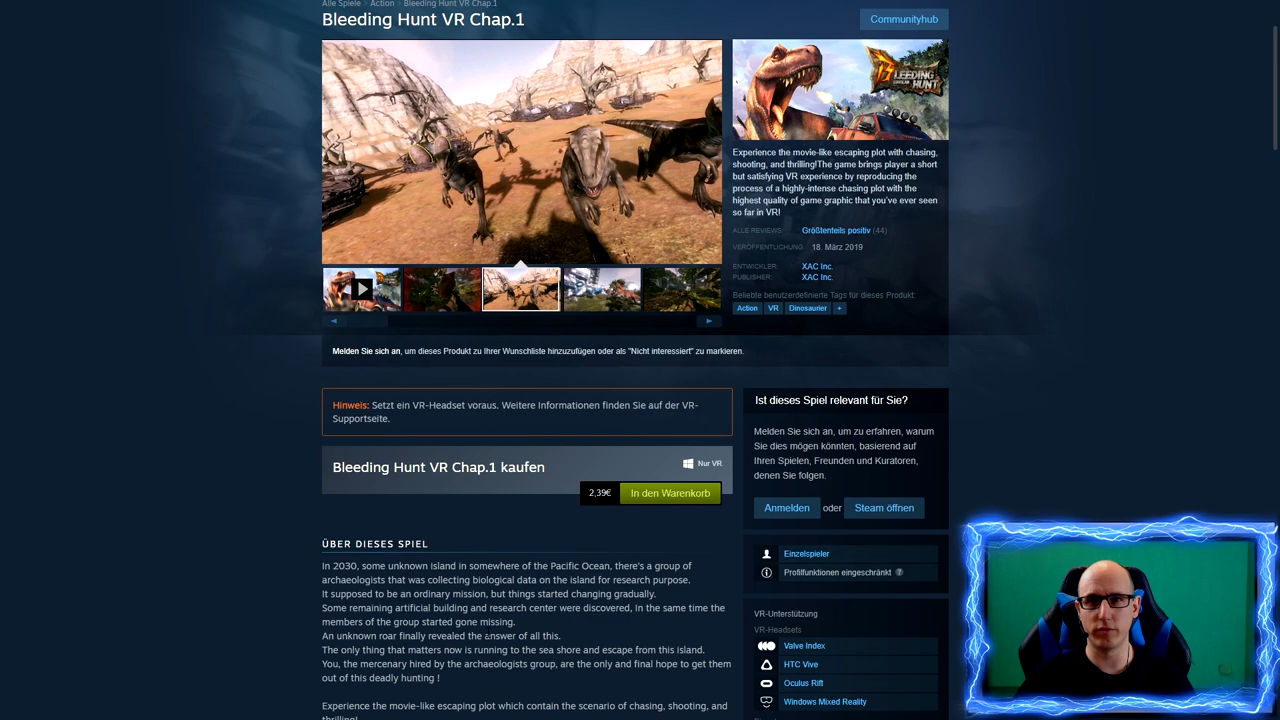 Alle Spiele > Action > Bleeding Hunt VR Chap.1
Bleeding Hunt VR Chap.1
Communityhub
BLEEDING
HUNT
Experience the movie-like escaping plot with chasing,
shooting, and thrilling!The game brings player a short
but satisfying VR experience by reproducing the
process of a highly-intense chasing plot with the
highest quality of game graphic that you've ever seen
so far in VR!
ALLE REVIEWS: Größtenteils positiv (44)
VERÖFFENTLICHUNG: 18. März 2019
ENTWICKLER: XAC Inc.
PUBLISHER: XAC Inc.
Beliebte benutzerdefinierte Tags für dieses Produkt:
Action VR Dinosaurier +
Melden Sie sich an, um dieses Produkt zu Ihrer Wunschliste hinzuzufügen oder als "Nicht interessiert" zu markieren.
Hinweis: Setzt ein VR-Headset voraus. Weitere Informationen finden Sie auf der VR-
Supportseite.
Bleeding Hunt VR Chap.1 kaufen
Nur VR
2,39€ In den Warenkorb
ÜBER DIESES SPIEL
In 2030, some unknown island in somewhere of the Pacific Ocean, there's a group of
archaeologists that was collecting biological data on the island for research purpose.
It supposed to be an ordinary mission, but things started changing gradually.
Some remaining artificial building and research center were discovered, in the same time the
members of the group started gone missing.
An unknown roar finally revealed the answer of all this.
The only thing that matters now is running to the sea shore and escape from this island.
You, the mercenary hired by the archaeologists group, are the only and final hope to get them
out of this deadly hunting !
Experience the movie-like escaping plot which contain the scenario of chasing, shooting, and
thrilling!
Ist dieses Spiel relevant für Sie?
Melden Sie sich an, um zu erfahren, warum
Sie dies mögen könnten, basierend auf
Ihren Spielen, Freunden und Kuratoren,
denen Sie folgen.
Anmelden oder Steam öffnen
Einzelspieler
Profilfunktionen eingeschränkt ?
VR-Unterstützung
VR-Headsets
Valve Index
HTC Vive
Oculus Rift
Windows Mixed Reality